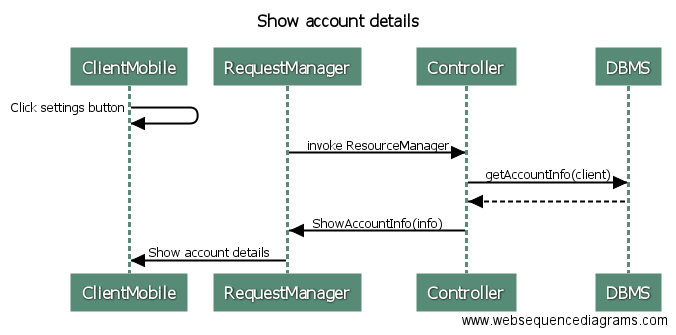 Show account details
ClientMobile
RequestManager
Controller
DBMS
Click settings button
invoke ResourceManager
getAccountInfo(client)
ShowAccountInfo(info)
Show account details
ClientMobile
RequestManager
Controller
DBMS
www.websequencediagrams.com